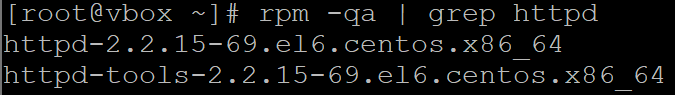 [root@vbox ~]# rpm -qa | grep httpd
httpd-2.2.15-69.el6.centos.x86_64
httpd-tools-2.2.15-69.el6.centos.x86_64